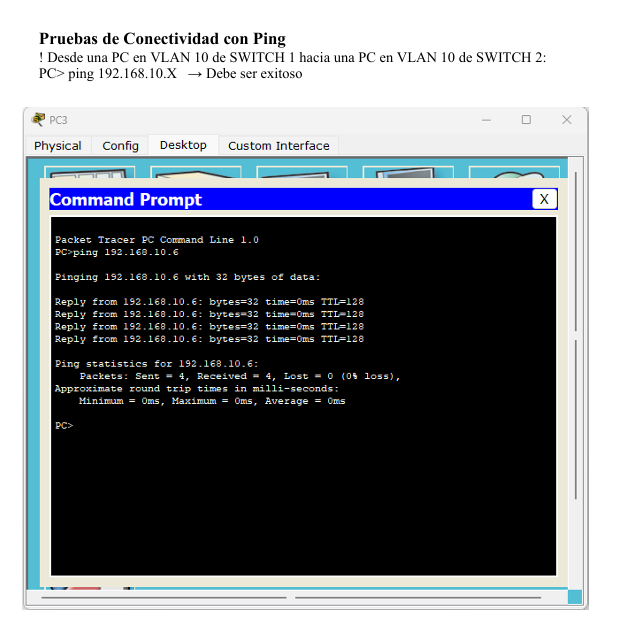 Pruebas de Conectividad con Ping
! Desde una PC en VLAN 10 de SWITCH 1 hacia una PC en VLAN 10 de SWITCH 2:
PC> ping 192.168.10.X → Debe ser exitoso
PC3
Physical Config Desktop Custom Interface
Command Prompt X
Packet Tracer PC Command Line 1.0
PC>ping 192.168.10.6
Pinging 192.168.10.6 with 32 bytes of data:
Reply from 192.168.10.6: bytes=32 time=0ms TTL=128
Reply from 192.168.10.6: bytes=32 time=0ms TTL=128
Reply from 192.168.10.6: bytes=32 time=0ms TTL=128
Reply from 192.168.10.6: bytes=32 time=0ms TTL=128
Ping statistics for 192.168.10.6:
Packets: Sent = 4, Received = 4, Lost = 0 (0% loss),
Approximate round trip times in milli-seconds:
Minimum = 0ms, Maximum = 0ms, Average = 0ms
PC>